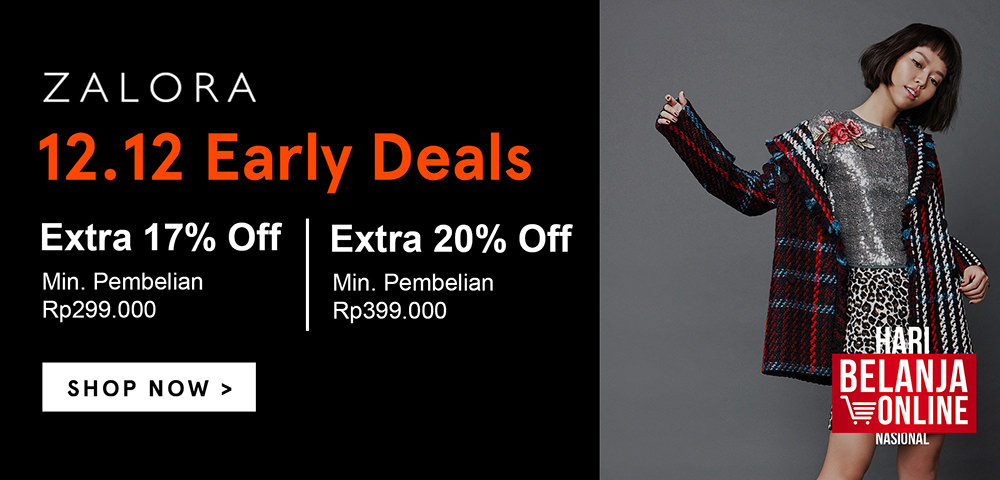 ZALORA
12.12 Early Deals
Extra 17% Off
Min. Pembelian
Rp299.000
Extra 20% Off
Min. Pembelian
Rp399.000
SHOP NOW >
HARI
BELANJA
ONLINE
NASIONAL